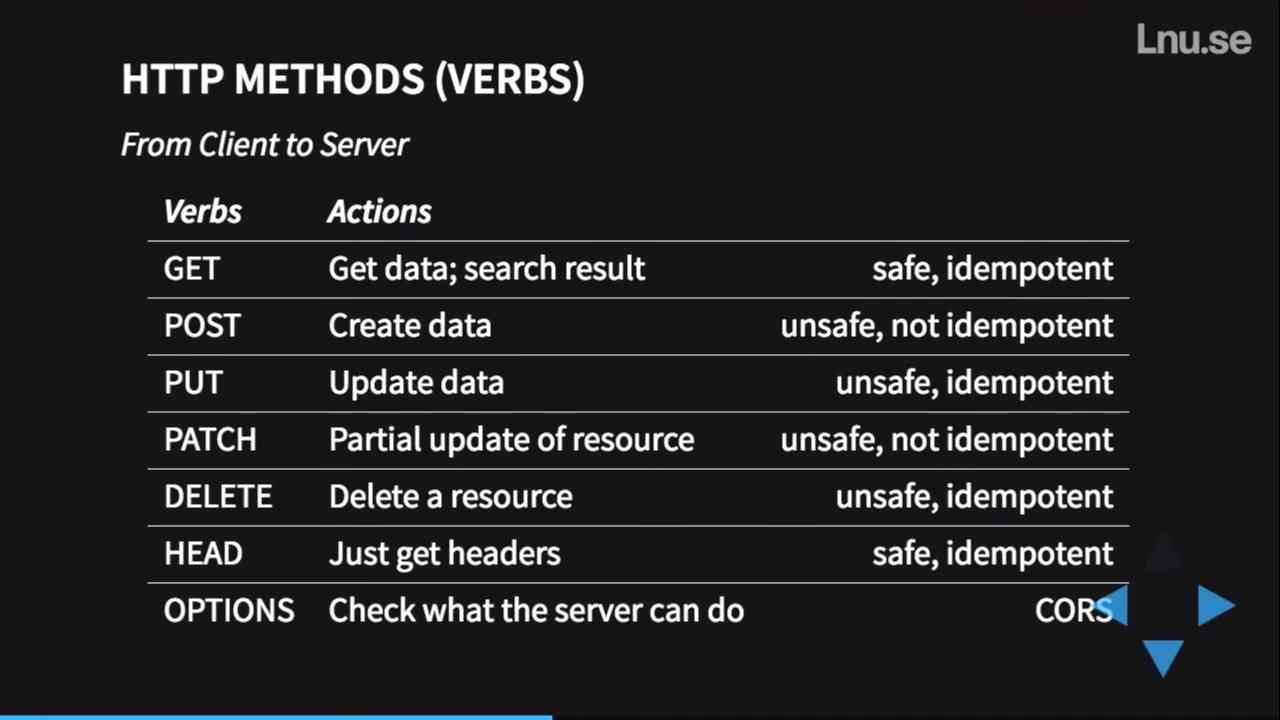 Lnu.se
HTTP METHODS (VERBS)
From Client to Server
Verbs Actions
GET Get data; search result safe, idempotent
POST Create data unsafe, not idempotent
PUT Update data unsafe, idempotent
PATCH Partial update of resource unsafe, not idempotent
DELETE Delete a resource unsafe, idempotent
HEAD Just get headers safe, idempotent
OPTIONS Check what the server can do CORS